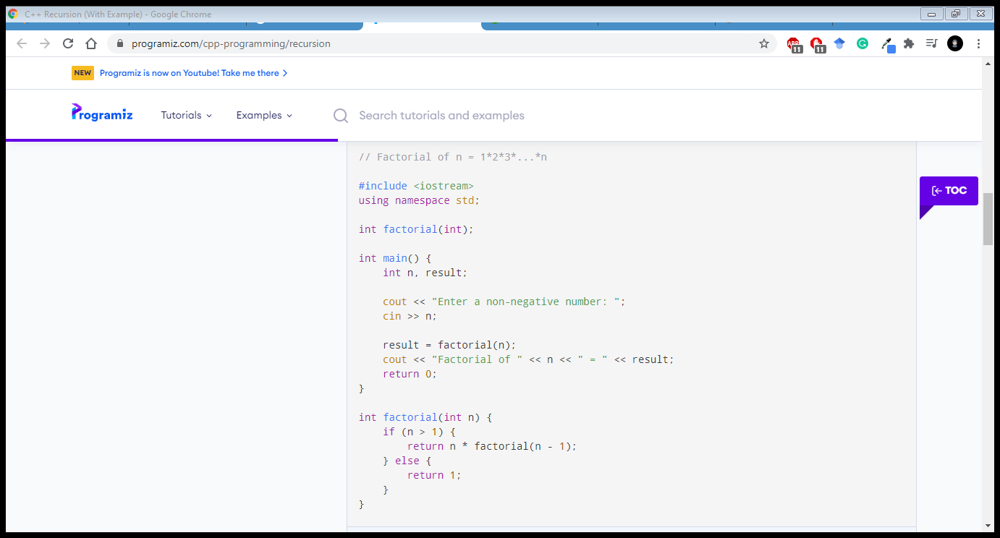 C++ Recursion (With Example) - Google Chrome
programiz.com/cpp-programming/recursion
ABP
11
11
NEW Programiz is now on Youtube! Take me there
Programiz
Tutorials
Examples
Search tutorials and examples
// Factorial of n = 1*2*3*...*n
#include <iostream>
using namespace std;
int factorial(int);
int main() {
int n, result;
cout << "Enter a non-negative number: ";
cin >> n;
result = factorial(n);
cout << "Factorial of " << n << " = " << result;
return 0;
}
int factorial(int n) {
if (n > 1) {
return n * factorial(n - 1);
} else {
return 1;
}
}
TOC